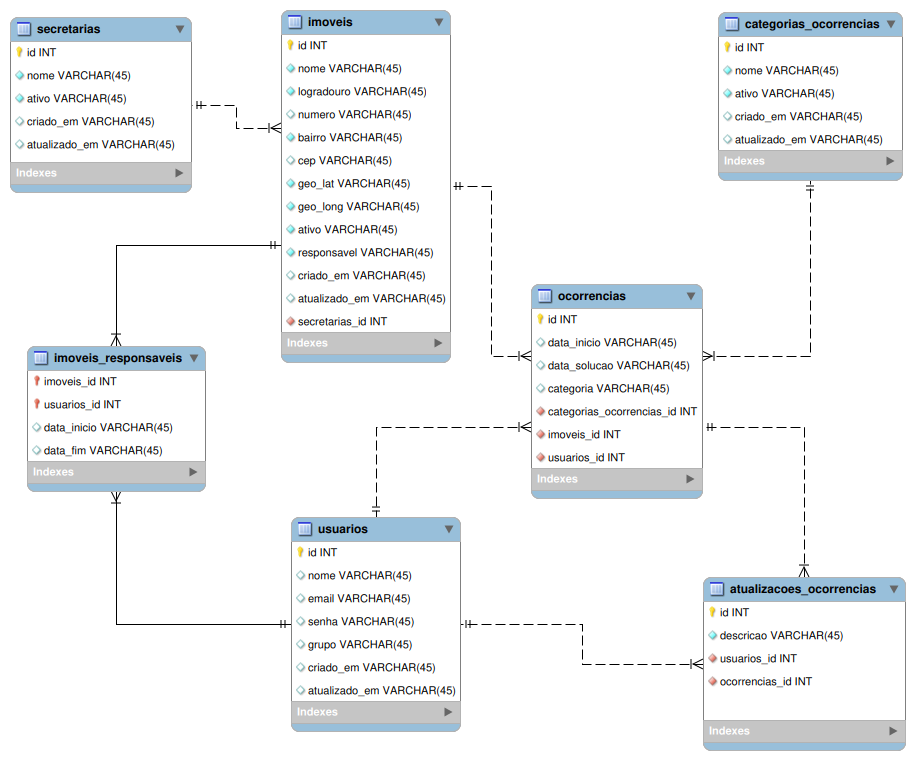 secretarias
id INT
nome VARCHAR(45)
ativo VARCHAR(45)
criado_em VARCHAR(45)
atualizado_em VARCHAR(45)
Indexes
imoveis
id INT
nome VARCHAR(45)
logradouro VARCHAR(45)
numero VARCHAR(45)
bairro VARCHAR(45)
cep VARCHAR(45)
geo_lat VARCHAR(45)
geo_long VARCHAR(45)
ativo VARCHAR(45)
responsavel VARCHAR(45)
criado_em VARCHAR(45)
atualizado_em VARCHAR(45)
secretarias_id INT
Indexes
categorias_ocorrencias
id INT
nome VARCHAR(45)
ativo VARCHAR(45)
criado_em VARCHAR(45)
atualizado_em VARCHAR(45)
Indexes
imoveis_responsaveis
imoveis_id INT
usuarios_id INT
data_inicio VARCHAR(45)
data_fim VARCHAR(45)
Indexes
ocorrencias
id INT
data_inicio VARCHAR(45)
data_solucao VARCHAR(45)
categoria VARCHAR(45)
categorias_ocorrencias_id INT
imoveis_id INT
usuarios_id INT
Indexes
usuarios
id INT
nome VARCHAR(45)
email VARCHAR(45)
senha VARCHAR(45)
grupo VARCHAR(45)
criado_em VARCHAR(45)
atualizado_em VARCHAR(45)
Indexes
atualizacoes_ocorrencias
id INT
descricao VARCHAR(45)
usuarios_id INT
ocorrencias_id INT
Indexes